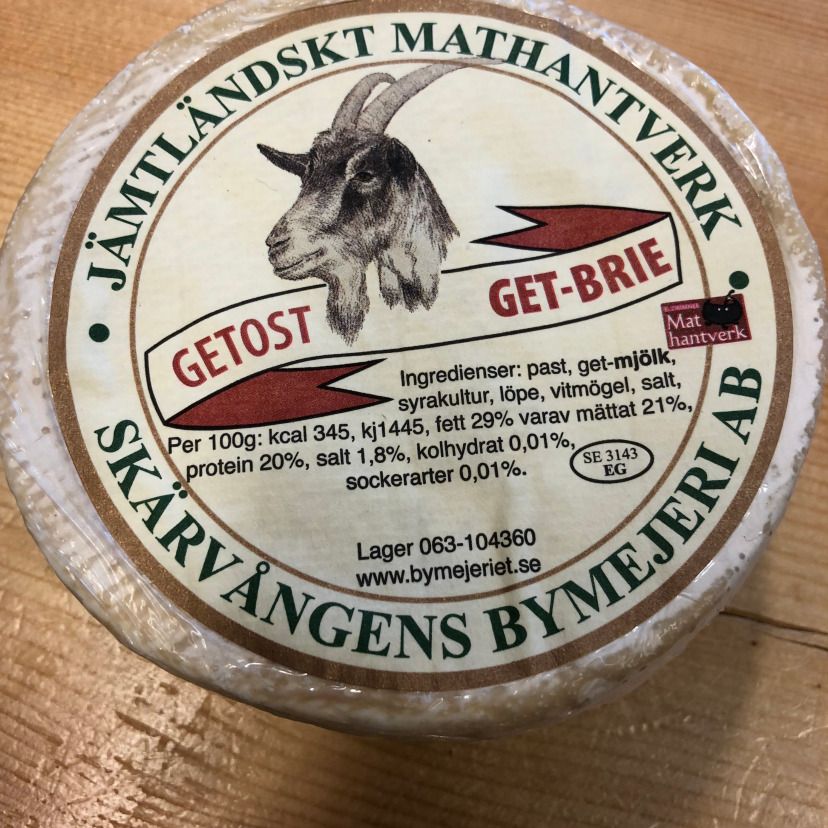 JÄMTLÄNDSKT MATHANTVERK
GETOST GET-BRIE
Mat
hantverk
Ingredienser: past, get-mjölk,
syrakultur, löpe, vitmögel, salt,
Per 100g: kcal 345, kj1445, fett 29% varav mättat 21%,
protein 20%, salt 1,8%, kolhydrat 0,01%,
sockerarter 0,01%.
SE 3143
EG
Lager 063-104360
www.bymejeriet.se
SKÄRVÅNGENS BYMEJERI AB